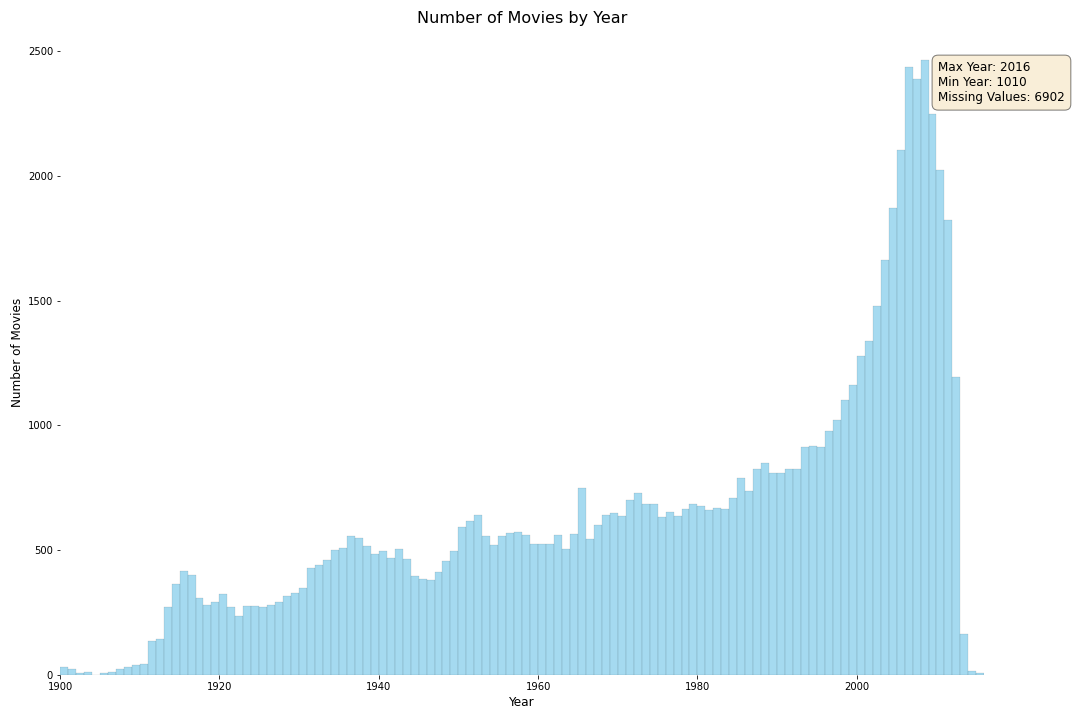 Number of Movies by Year
Max Year: 2016
Min Year: 1010
Missing Values: 6902
Number of Movies
2500
2000
1500
1000
500
0
1900
1920
1940
1960
1980
2000
Year